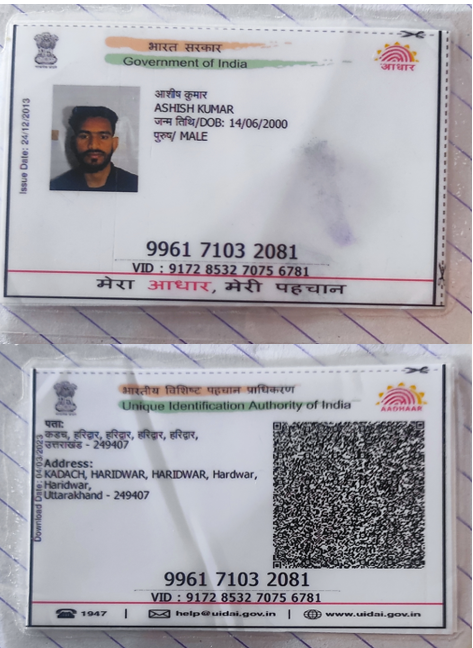 भारत सरकार
Government of India
आधार
Issue Date: 24/12/2013
आशीष कुमार
ASHISH KUMAR
जन्म तिथि/DOB: 14/06/2000
पुरुष/ MALE
9961 7103 2081
VID : 9172 8532 7075 6781
मेरा आधार, मेरी पहचान
भारतीय विशिष्ट पहचान प्राधिकरण
Unique Identification Authority of India
AADHAAR
Download Date: 04/03/2023
पता:
कडच, हरिद्वार, हरिद्वार, हरिद्वार, हरिद्वार,
उत्तराखंड - 249407
Address:
KADACH, HARIDWAR, HARIDWAR, Hardwar,
Haridwar,
Uttarakhand - 249407
9961 7103 2081
VID : 9172 8532 7075 6781
1947 | help@uidai.gov.in | www.uidai.gov.in